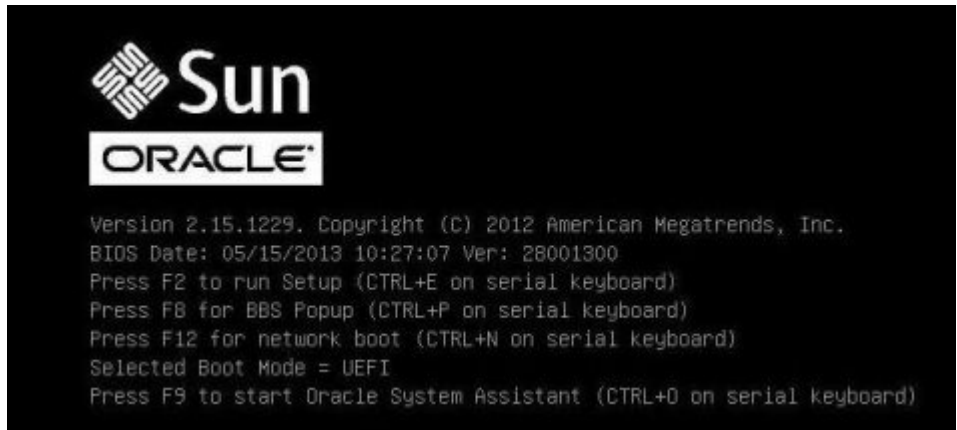 Sun
ORACLE
Version 2.15.1229. Copyright (C) 2012 American Megatrends, Inc.
BIOS Date: 05/15/2013 10:27:07 Ver: 28001300
Press F2 to run Setup (CTRL+E on serial keyboard)
Press F8 for BBS Popup (CTRL+P on serial keyboard)
Press F12 for network boot (CTRL+N on serial keyboard)
Selected Boot Mode = UEFI
Press F9 to start Oracle System Assistant (CTRL+O on serial keyboard)